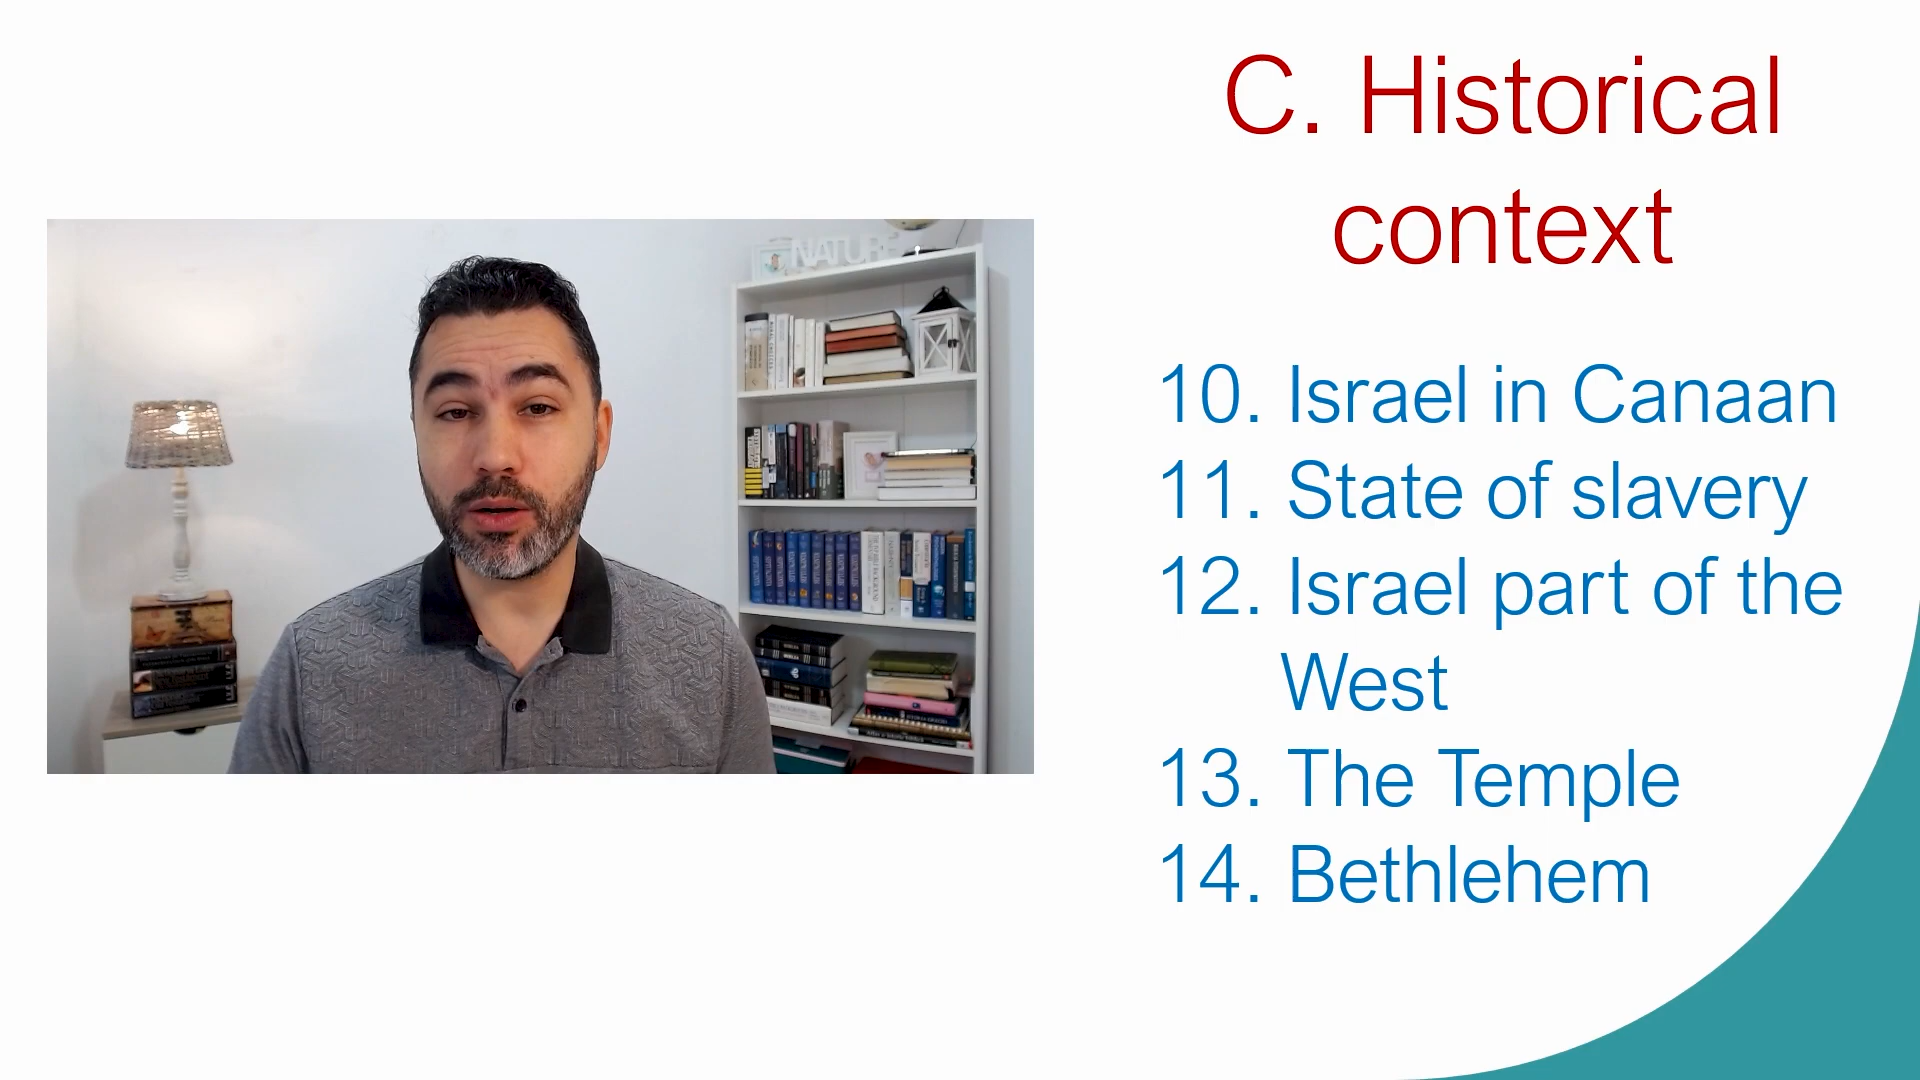 C. Historical
context
10. Israel in Canaan
11. State of slavery
12. Israel part of the
West
13. The Temple
14. Bethlehem
NATURE